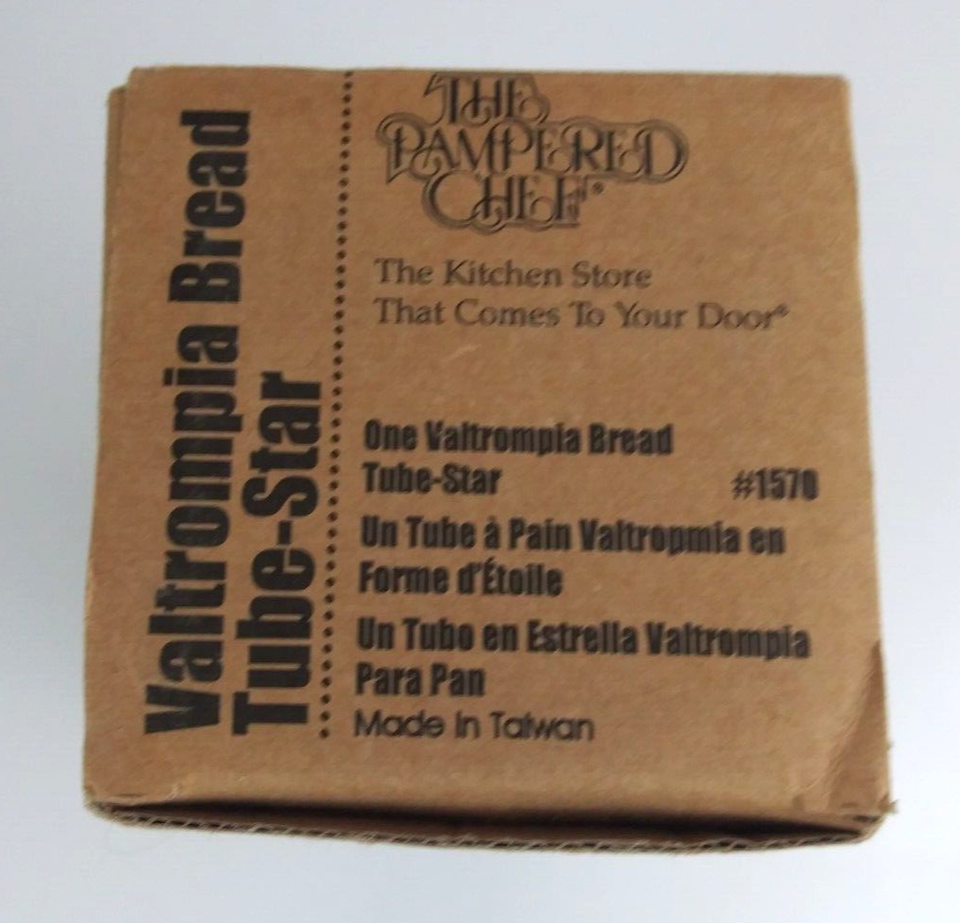 Valtrompia Bread
Tube-Star
THE
PAMPERED
CHEF®
The Kitchen Store
That Comes To Your Door®
One Valtrompia Bread
Tube-Star #1570
Un Tube à Pain Valtropmia en
Forme d'Étoile
Un Tubo en Estrella Valtrompia
Para Pan
Made In Taiwan